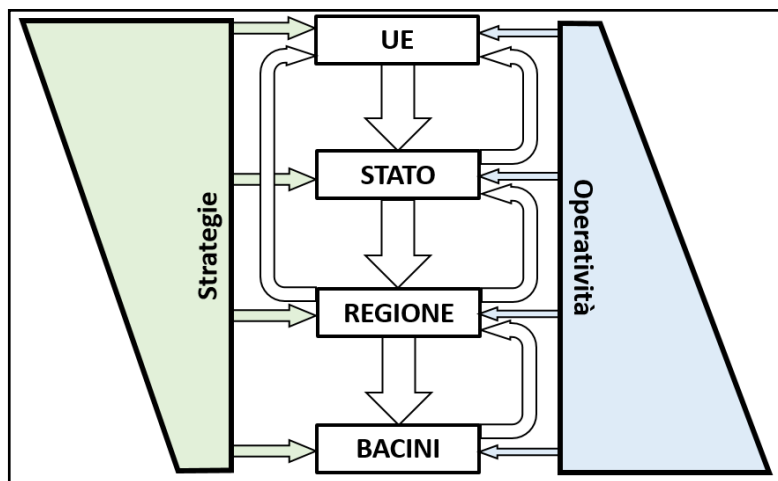 UE
STATO
REGIONE
BACINI
Strategie
Operatività